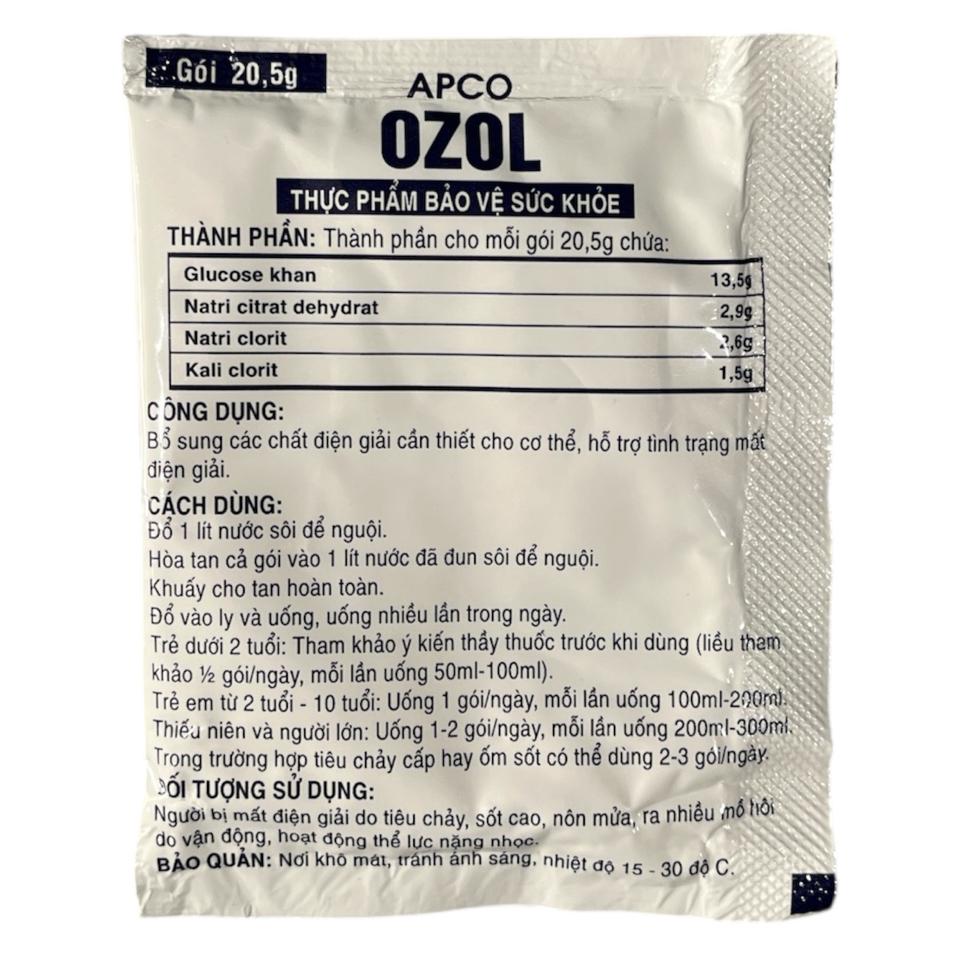 Gói 20,5g
APCO
OZOL
THỰC PHẨM BẢO VỆ SỨC KHỎE
THÀNH PHẦN: Thành phần cho mỗi gói 20,5g chứa:
Glucose khan 13,5g
Natri citrat dehydrat 2,9g
Natri clorit 2,6g
Kali clorit 1,5g
CÔNG DỤNG:
Bổ sung các chất điện giải cần thiết cho cơ thể, hỗ trợ tình trạng mất
điện giải.
CÁCH DÙNG:
Đổ 1 lít nước sôi để nguội.
Hòa tan cả gói vào 1 lít nước đã đun sôi để nguội.
Khuấy cho tan hoàn toàn.
Đổ vào ly và uống, uống nhiều lần trong ngày.
Trẻ dưới 2 tuổi: Tham khảo ý kiến thầy thuốc trước khi dùng (liều tham
khảo ½ gói/ngày, mỗi lần uống 50ml-100ml).
Trẻ em từ 2 tuổi - 10 tuổi: Uống 1 gói/ngày, mỗi lần uống 100ml-200ml.
Thiếu niên và người lớn: Uống 1-2 gói/ngày, mỗi lần uống 200ml-300ml.
Trong trường hợp tiêu chảy cấp hay ốm sốt có thể dùng 2-3 gói/ngày.
ĐỐI TƯỢNG SỬ DỤNG:
Người bị mất điện giải do tiêu chảy, sốt cao, nôn mửa, ra nhiều mồ hôi
do vận động, hoạt động thể lực nặng nhọc.
BẢO QUẢN: Nơi khô mát, tránh ánh sáng, nhiệt độ 15 - 30 độ C.